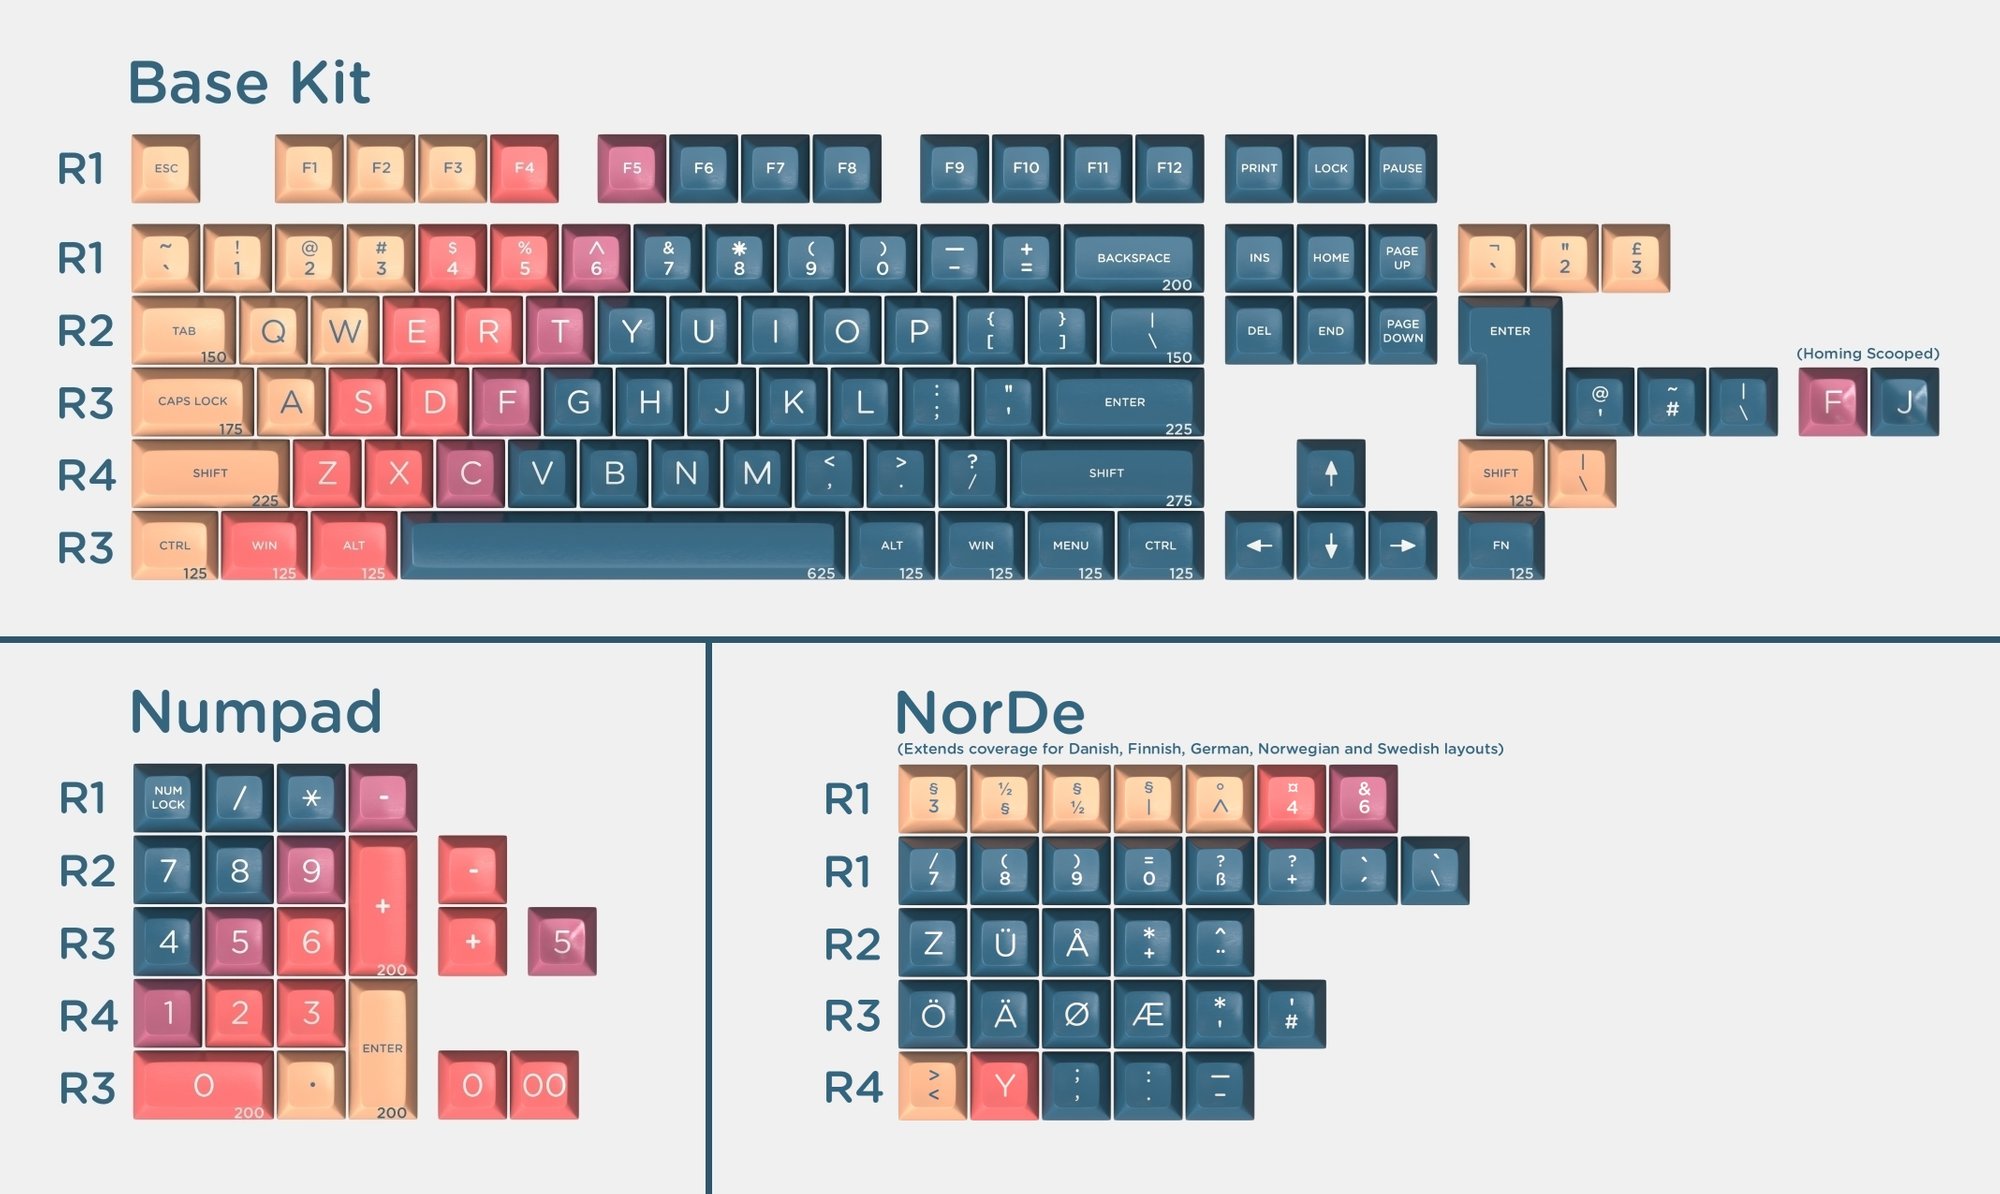 Base Kit
R1 ESC F1 F2 F3 F4 F5 F6 F7 F8 F9 F10 F11 F12 PRINT LOCK PAUSE
R1 ~ ` ! 1 @ 2 # 3 $ 4 % 5 ^ 6 & 7 * 8 ( 9 ) 0 — - + = BACKSPACE 200 INS HOME PAGE UP ¬ ` " 2 £ 3
R2 TAB 150 Q W E R T Y U I O P { [ } ] | \ 150 DEL END PAGE DOWN ENTER
(Homing Scooped)
R3 CAPS LOCK 175 A S D F G H J K L : ; " ' ENTER 225 @ ' ~ # | \ F J
R4 SHIFT 225 Z X C V B N M < , > . ? / SHIFT 275 ↑ SHIFT 125 | \
R3 CTRL 125 WIN 125 ALT 125 625 ALT 125 WIN 125 MENU 125 CTRL 125 ← ↓ → FN 125
Numpad
R1 NUM LOCK / * -
R2 7 8 9 + 200 -
R3 4 5 6 + 5
R4 1 2 3 ENTER 200
R3 0 200 . 0 00
NorDe
(Extends coverage for Danish, Finnish, German, Norwegian and Swedish layouts)
R1 § 3 ½ § § ½ § | ° ^ ¤ 4 & 6
R1 / 7 ( 8 ) 9 = 0 ? ß ? + ` ´ ` \
R2 Z Ü Å * + ^ ¨
R3 Ö Ä Ø Æ * ' ' #
R4 > < Y ; , : . — -